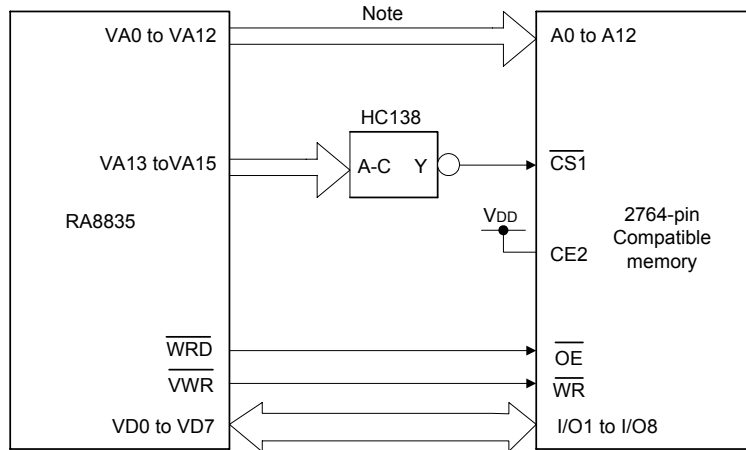 Note
VA0 to VA12
A0 to A12
HC138
VA13 toVA15
A-C Y
CS1
RA8835
VDD
2764-pin
Compatible
memory
CE2
WRD
OE
VWR
WR
VD0 to VD7
I/O1 to I/O8